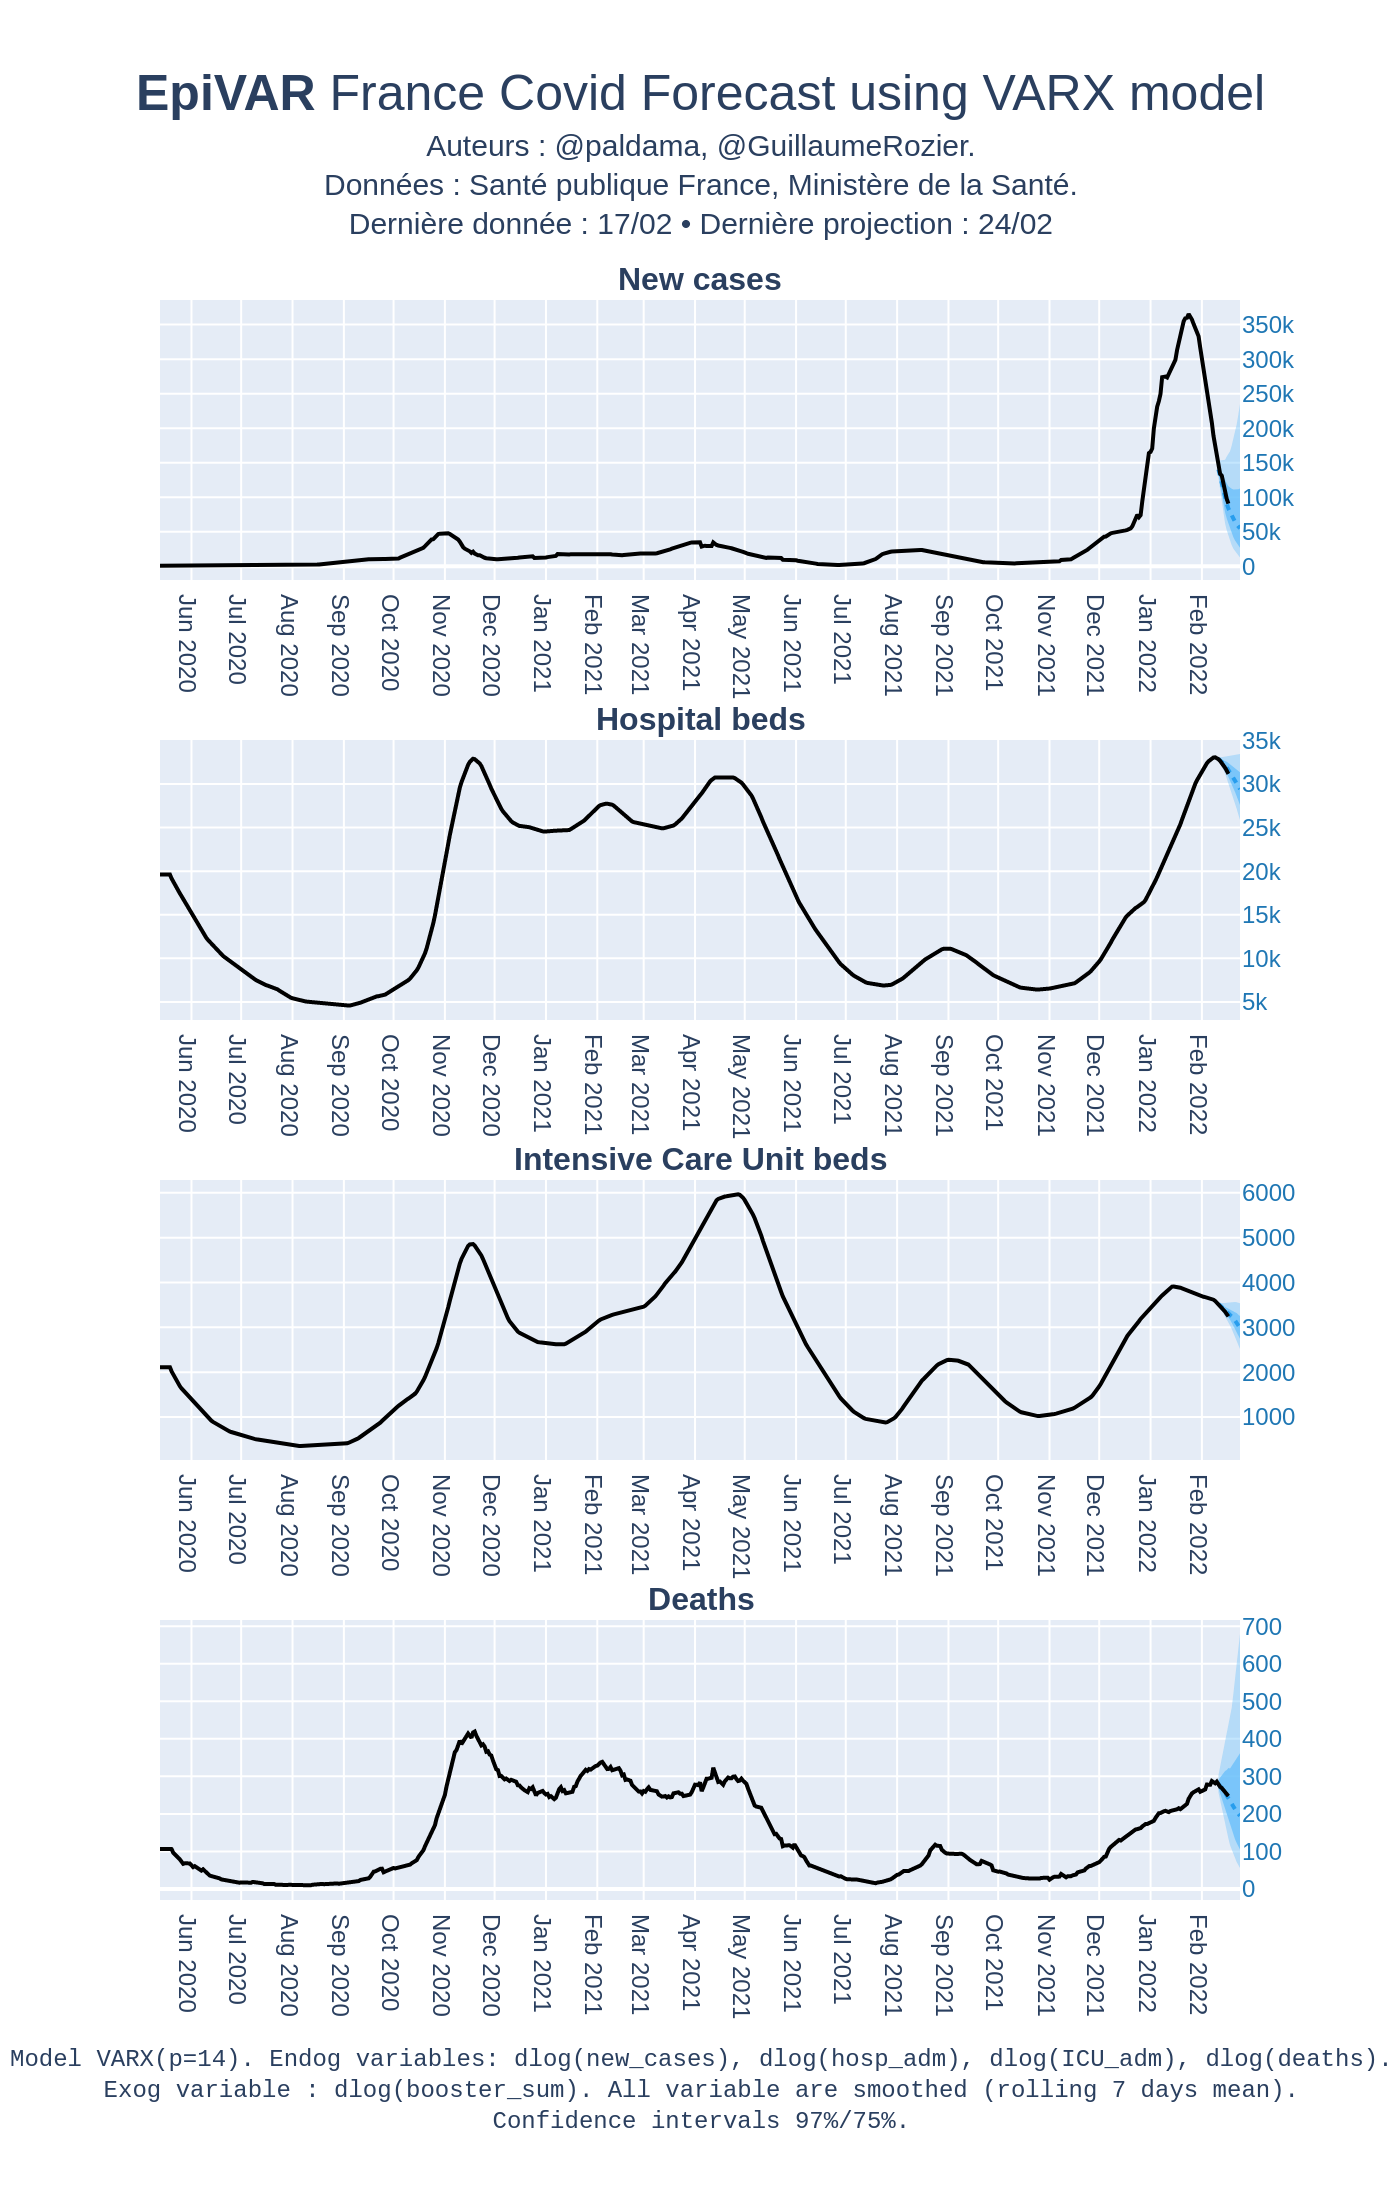 EpiVAR France Covid Forecast using VARX model
Auteurs : @paldama, @GuillaumeRozier.
Données : Santé publique France, Ministère de la Santé.
Dernière donnée : 17/02 • Dernière projection : 24/02
New cases
350k
300k
250k
200k
150k
100k
50k
0
Jun 2020
Jul 2020
Aug 2020
Sep 2020
Oct 2020
Nov 2020
Dec 2020
Jan 2021
Feb 2021
Mar 2021
Apr 2021
May 2021
Jun 2021
Jul 2021
Aug 2021
Sep 2021
Oct 2021
Nov 2021
Dec 2021
Jan 2022
Feb 2022
Hospital beds
35k
30k
25k
20k
15k
10k
5k
Jun 2020
Jul 2020
Aug 2020
Sep 2020
Oct 2020
Nov 2020
Dec 2020
Jan 2021
Feb 2021
Mar 2021
Apr 2021
May 2021
Jun 2021
Jul 2021
Aug 2021
Sep 2021
Oct 2021
Nov 2021
Dec 2021
Jan 2022
Feb 2022
Intensive Care Unit beds
6000
5000
4000
3000
2000
1000
Jun 2020
Jul 2020
Aug 2020
Sep 2020
Oct 2020
Nov 2020
Dec 2020
Jan 2021
Feb 2021
Mar 2021
Apr 2021
May 2021
Jun 2021
Jul 2021
Aug 2021
Sep 2021
Oct 2021
Nov 2021
Dec 2021
Jan 2022
Feb 2022
Deaths
700
600
500
400
300
200
100
0
Jun 2020
Jul 2020
Aug 2020
Sep 2020
Oct 2020
Nov 2020
Dec 2020
Jan 2021
Feb 2021
Mar 2021
Apr 2021
May 2021
Jun 2021
Jul 2021
Aug 2021
Sep 2021
Oct 2021
Nov 2021
Dec 2021
Jan 2022
Feb 2022
Model VARX(p=14). Endog variables: dlog(new_cases), dlog(hosp_adm), dlog(ICU_adm), dlog(deaths).
Exog variable : dlog(booster_sum). All variable are smoothed (rolling 7 days mean).
Confidence intervals 97%/75%.